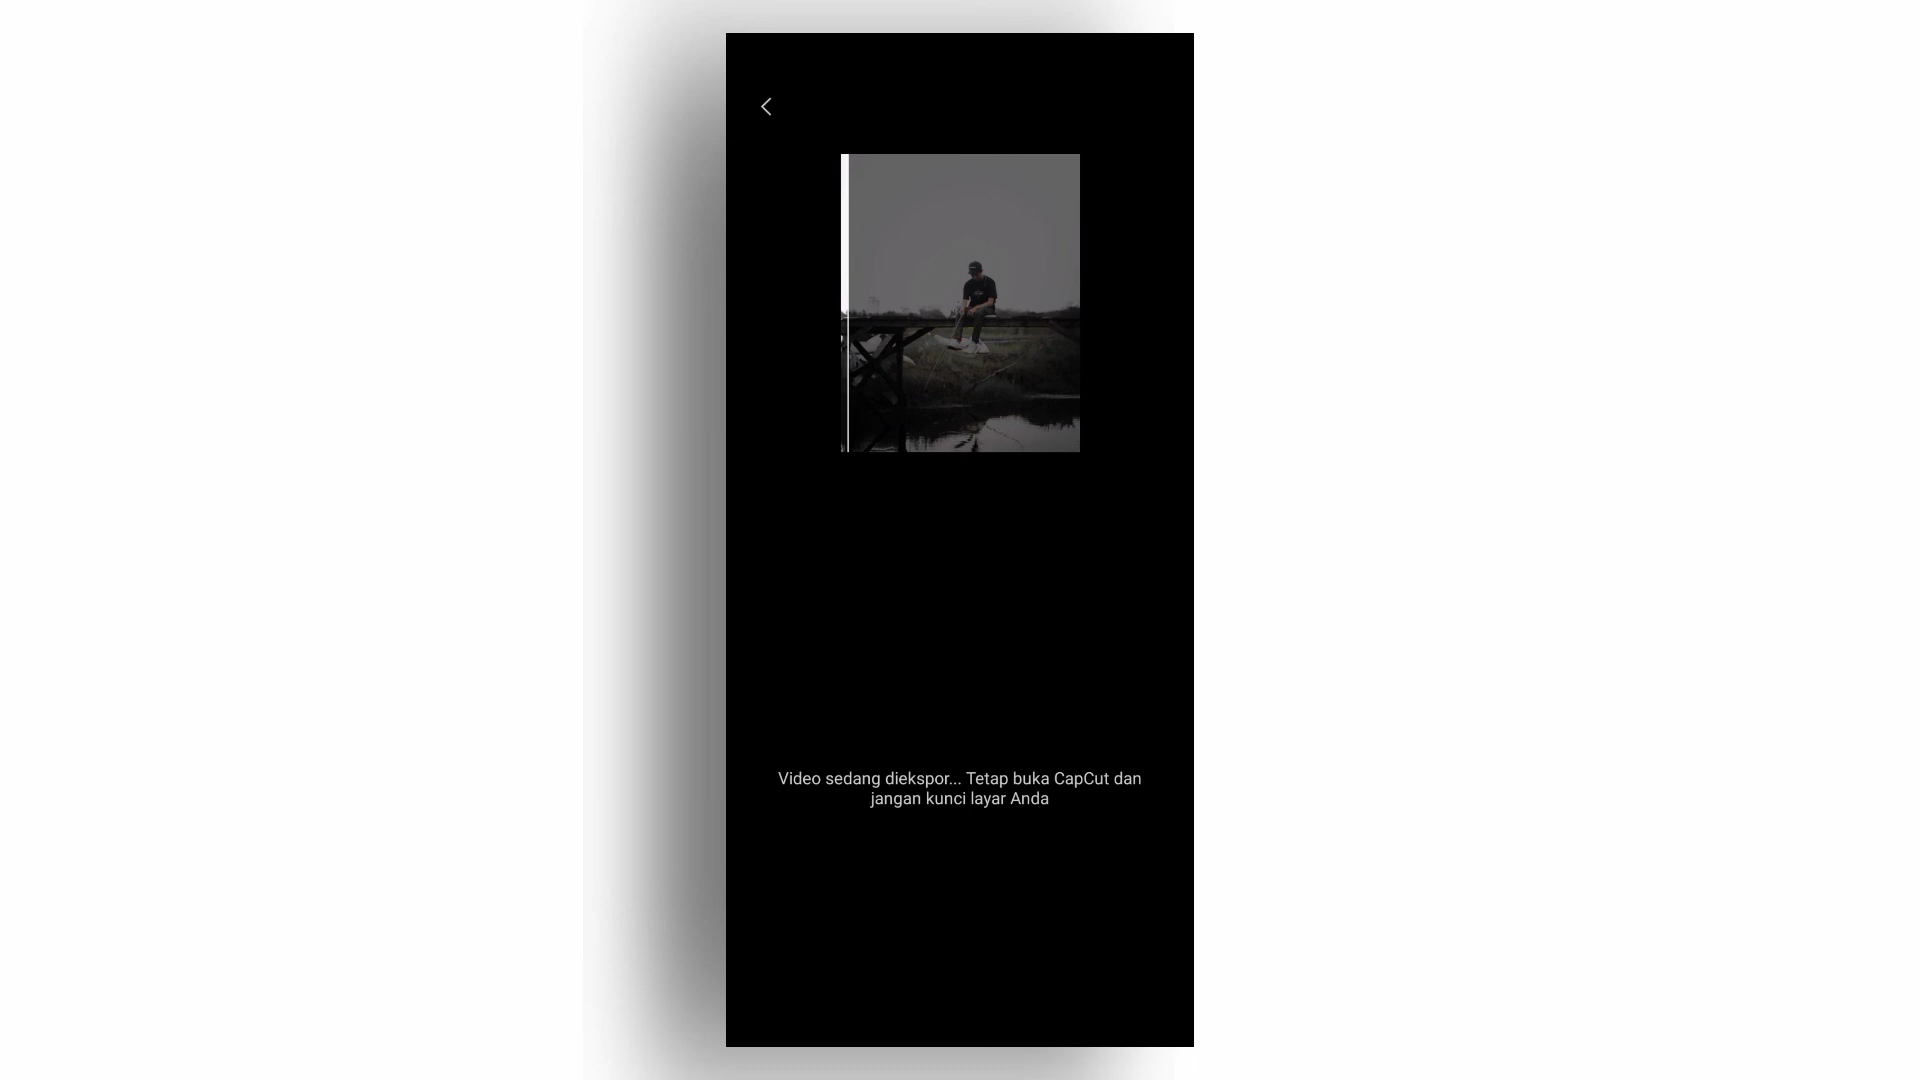 Video sedang diekspor... Tetap buka CapCut dan
jangan kunci layar Anda